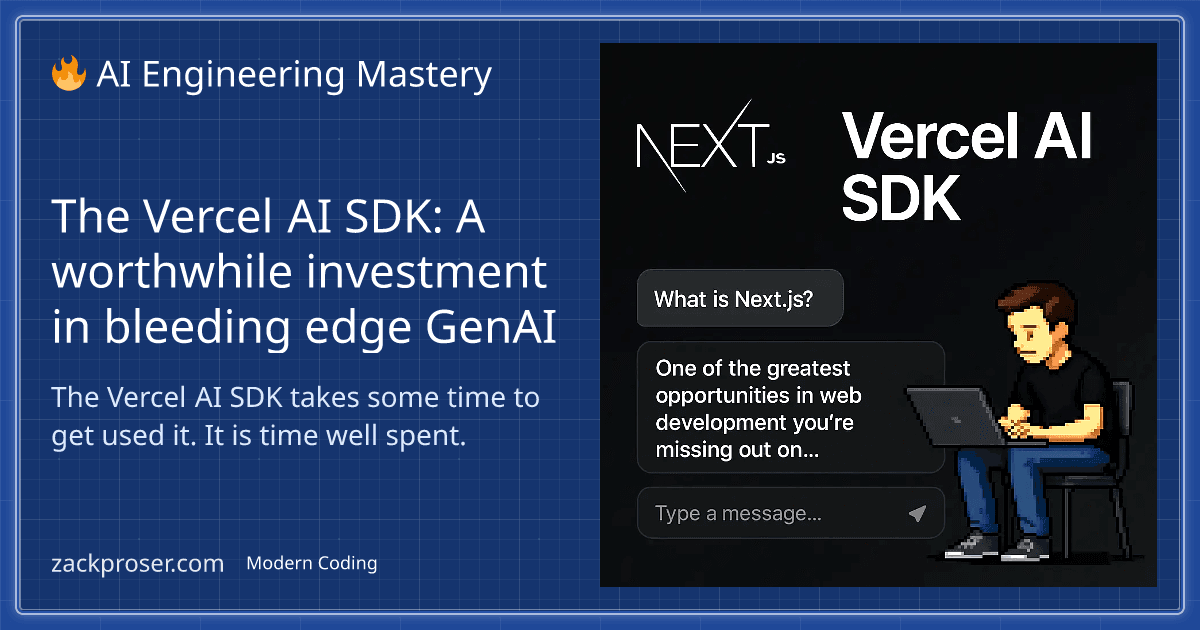 🔥 AI Engineering Mastery
The Vercel AI SDK: A
worthwhile investment
in bleeding edge GenAI
The Vercel AI SDK takes some time to
get used it. It is time well spent.
zackproser.com Modern Coding
NEXT.JS
Vercel AI
SDK
What is Next.js?
One of the greatest
opportunities in web
development you're
missing out on...
Type a message...